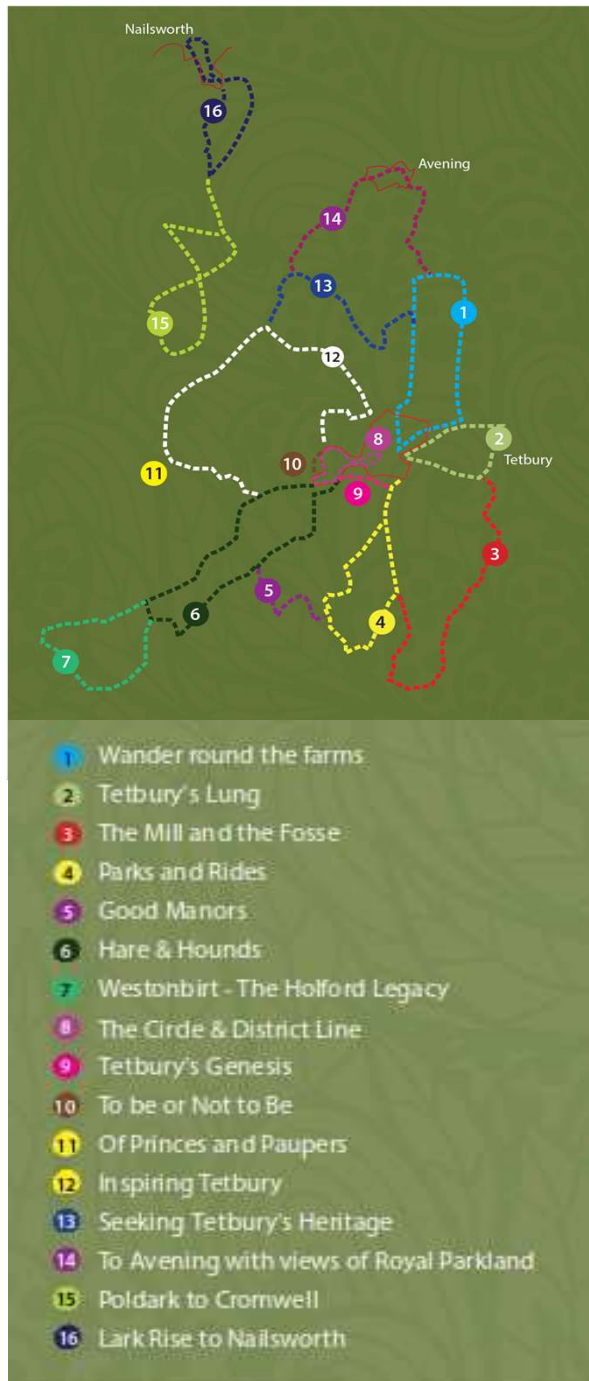 Nailsworth
16
Avening
14
13
1
15
12
8
2
Tetbury
10
11
9
3
5
6
4
7
1 Wander round the farms
2 Tetbury's Lung
3 The Mill and the Fosse
4 Parks and Rides
5 Good Manors
6 Hare & Hounds
7 Westonbirt - The Holford Legacy
8 The Circle & District Line
9 Tetbury's Genesis
10 To be or Not to Be
11 Of Princes and Paupers
12 Inspiring Tetbury
13 Seeking Tetbury's Heritage
14 To Avening with views of Royal Parkland
15 Poldark to Cromwell
16 Lark Rise to Nailsworth